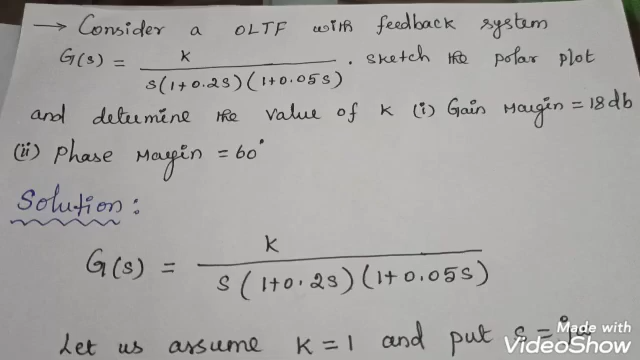 → Consider a OLTF with feedback system
G(s) = K / s(1+0.2s)(1+0.05s) . sketch the polar plot
and determine the value of K (i) Gain Margin = 18db
(ii) Phase Margin = 60°
Solution :
G(s) = K / s(1+0.2s)(1+0.05s)
Let us assume K = 1 and put s = jω
Made with
VideoShow